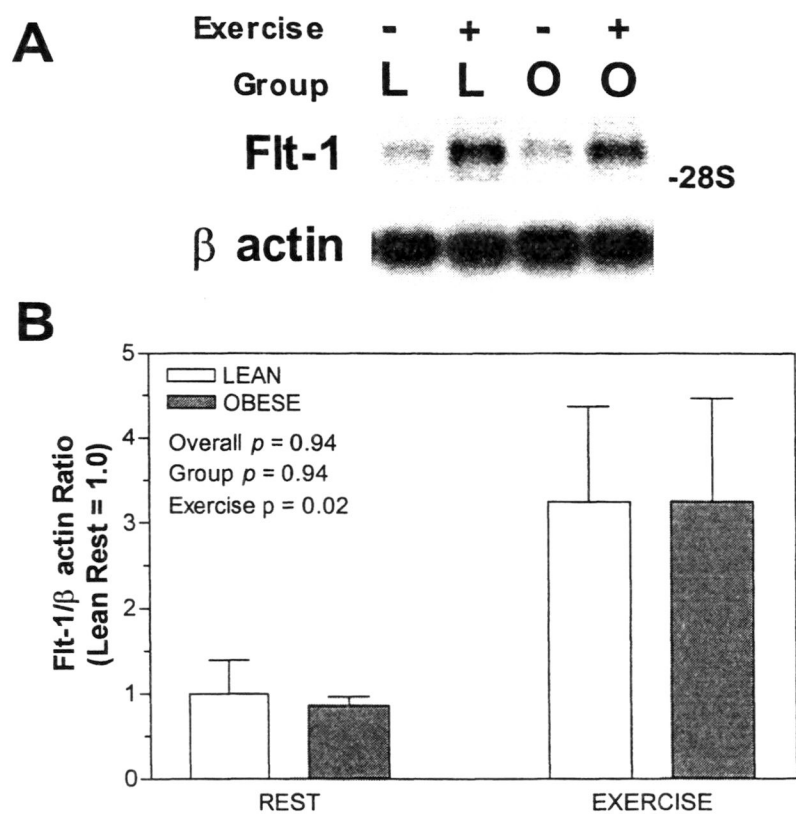 A
Exercise - + - +
Group L L O O
Flt-1
-28S
β actin
B
Flt-1/β actin Ratio
(Lean Rest = 1.0)
5
4
3
2
1
0
LEAN
OBESE
Overall p = 0.94
Group p = 0.94
Exercise p = 0.02
REST EXERCISE